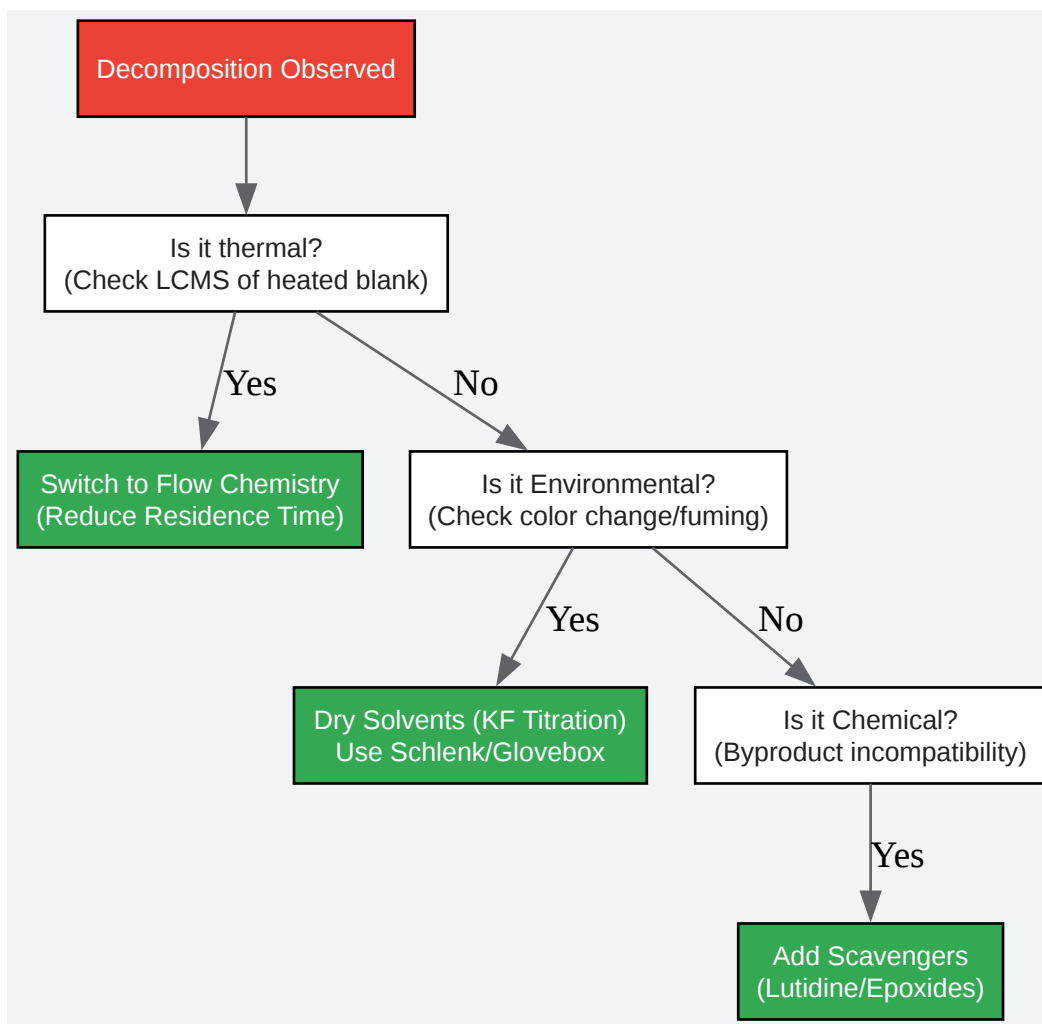 Decomposition Observed
Is it thermal?
(Check LCMS of heated blank)
Yes
No
Switch to Flow Chemistry
(Reduce Residence Time)
Is it Environmental?
(Check color change/fuming)
Yes
No
Dry Solvents (KF Titration)
Use Schlenk/Glovebox
Is it Chemical?
(Byproduct incompatibility)
Yes
Add Scavengers
(Lutidine/Epoxides)